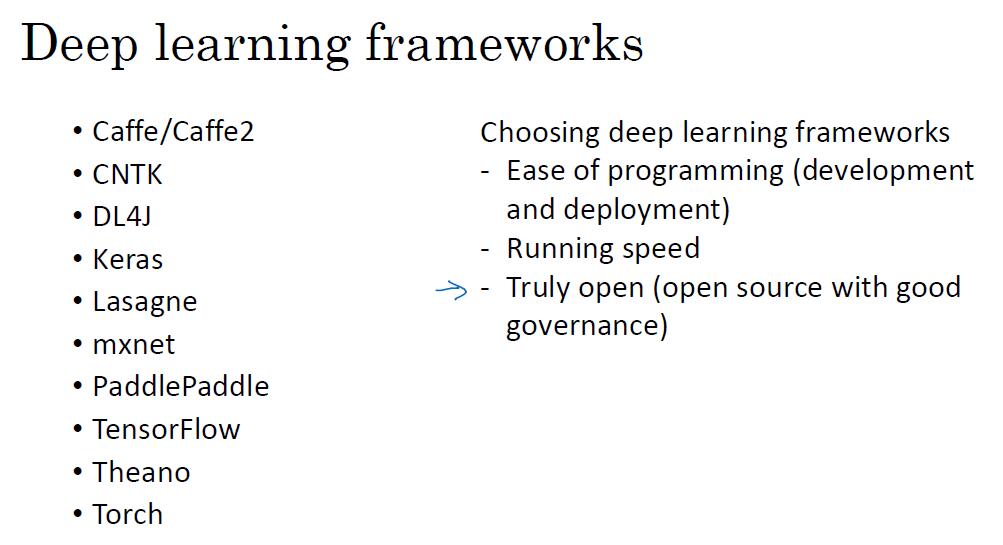 Deep learning frameworks
• Caffe/Caffe2
• CNTK
• DL4J
• Keras
• Lasagne
• mxnet
• PaddlePaddle
• TensorFlow
• Theano
• Torch
Choosing deep learning frameworks
- Ease of programming (development
and deployment)
- Running speed
- Truly open (open source with good
governance)